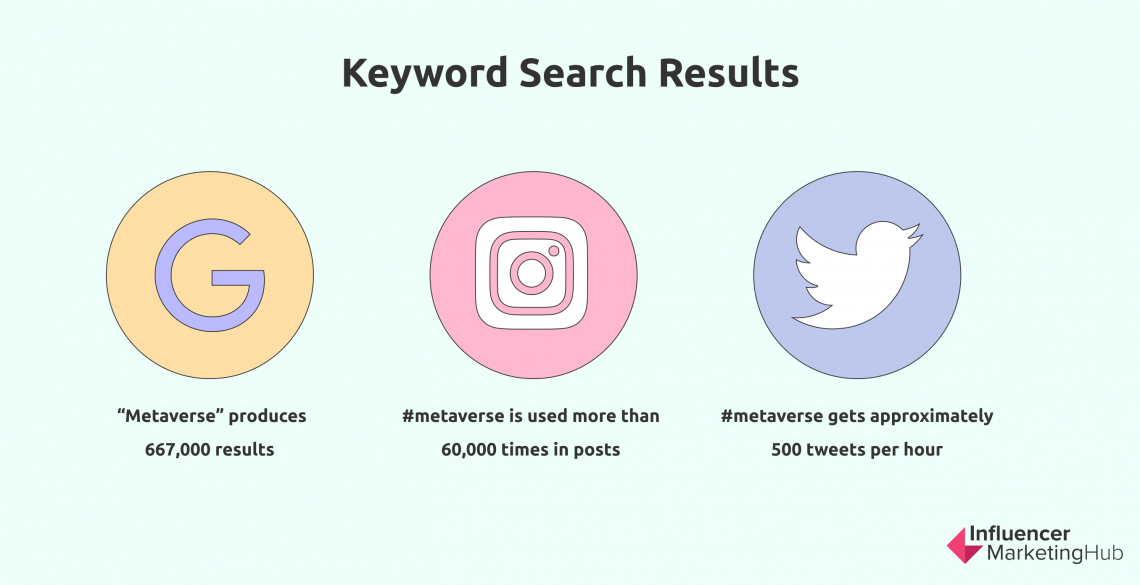 Keyword Search Results
“Metaverse” produces
667,000 results
#metaverse is used more than
60,000 times in posts
#metaverse gets approximately
500 tweets per hour
Influencer
MarketingHub